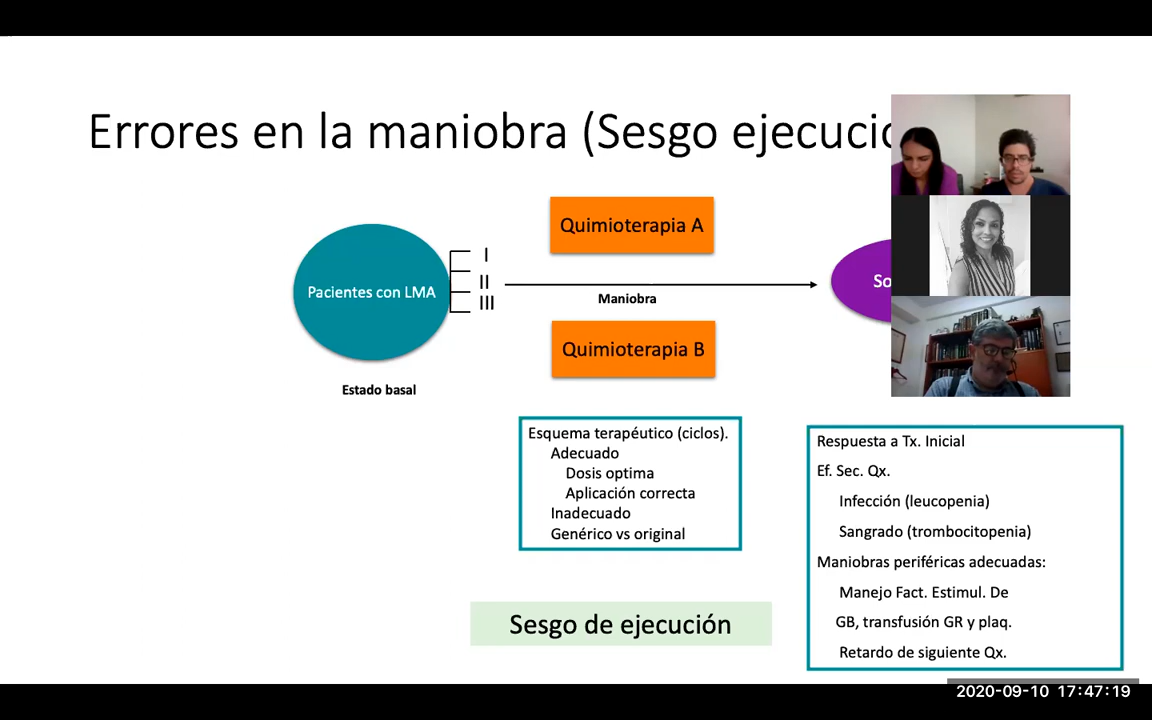 Errores en la maniobra (Sesgo
Quimioterapia A
I
Pacientes con LMA
II
III
Maniobra
Quimioterapia B
Estado basal
Esquema terapéutico (ciclos).
Adecuado
Dosis optima
Aplicación correcta
Inadecuado
Genérico vs original
Respuesta a Tx. Inicial
Ef. Sec. Qx.
Infección (leucopenia)
Sangrado (trombocitopenia)
Maniobras periféricas adecuadas:
Manejo Fact. Estimul. De
GB, transfusión GR y plaq.
Retardo de siguiente Qx.
Sesgo de ejecución
2020-09-10 17:47:19